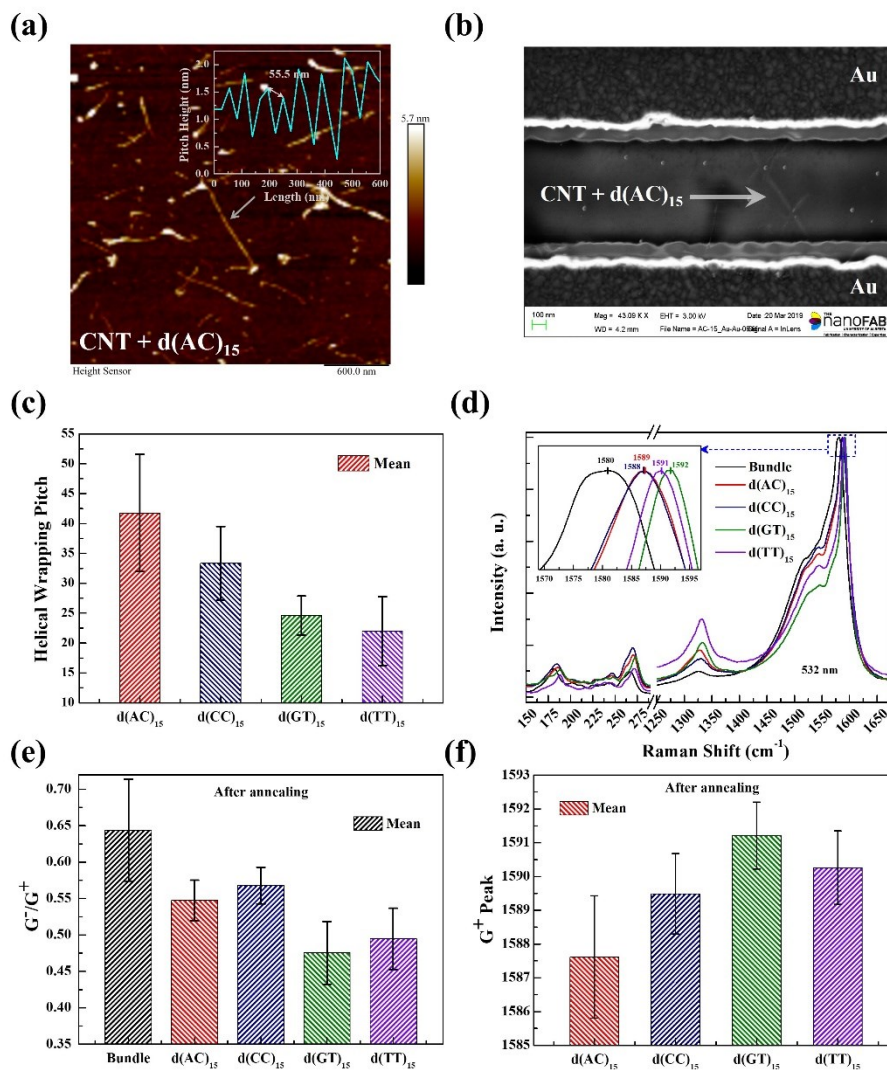 (a)
2.0
1.5
1.0
0.5
0.0
Pitch Height (nm)
55.5 nm
0 100 200 300 400 500 600
Length (nm)
5.7 nm
CNT + d(AC)15
Height Sensor
600.0 nm
(b)
Au
CNT + d(AC)15
Au
100 nm
Mag = 43.09 K X
EHT = 3.00 kV
Date :20 Mar 2019
WD = 4.2 mm
Signal A = InLens
nanoFAB
(c)
55
50
45
40
35
30
25
20
15
10
Helical Wrapping Pitch
Mean
d(AC)15 d(CC)15 d(GT)15 d(TT)15
(d)
Intensity (a. u.)
1580
1589
1588
1591
1592
1570 1575 1580 1585 1590 1595
Bundle
d(AC)15
d(CC)15
d(GT)15
d(TT)15
532 nm
150 175 200 225 250 275 1250 1300 1350 1400 1450 1500 1550 1600 1650
Raman Shift (cm-1)
(e)
0.70
0.65
0.60
0.55
0.50
0.45
0.40
0.35
G-/G+
After annealing
Mean
Bundle d(AC)15 d(CC)15 d(GT)15 d(TT)15
(f)
1593
1592
1591
1590
1589
1588
1587
1586
1585
G+ Peak
After annealing
Mean
d(AC)15 d(CC)15 d(GT)15 d(TT)15